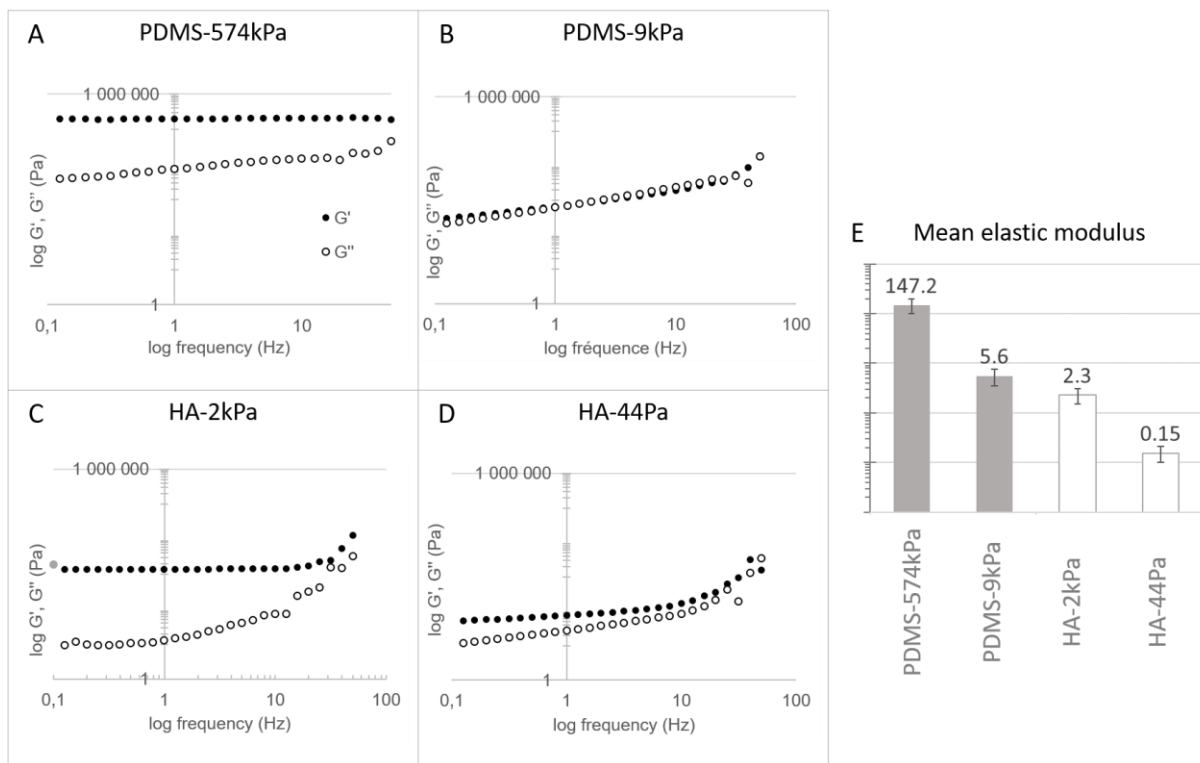 A PDMS-574kPa
1 000 000
log G', G'' (Pa)
G'
G''
1
0,1 1 10
log frequency (Hz)
B PDMS-9kPa
1 000 000
log G', G'' (Pa)
1
0,1 1 10 100
log fréquence (Hz)
C HA-2kPa
1 000 000
log G', G'' (Pa)
1
0,1 1 10 100
log frequency (Hz)
D HA-44Pa
1 000 000
log G', G'' (Pa)
1
0,1 1 10 100
log frequency (Hz)
E Mean elastic modulus
147.2
5.6
2.3
0.15
PDMS-574kPa
PDMS-9kPa
HA-2kPa
HA-44Pa